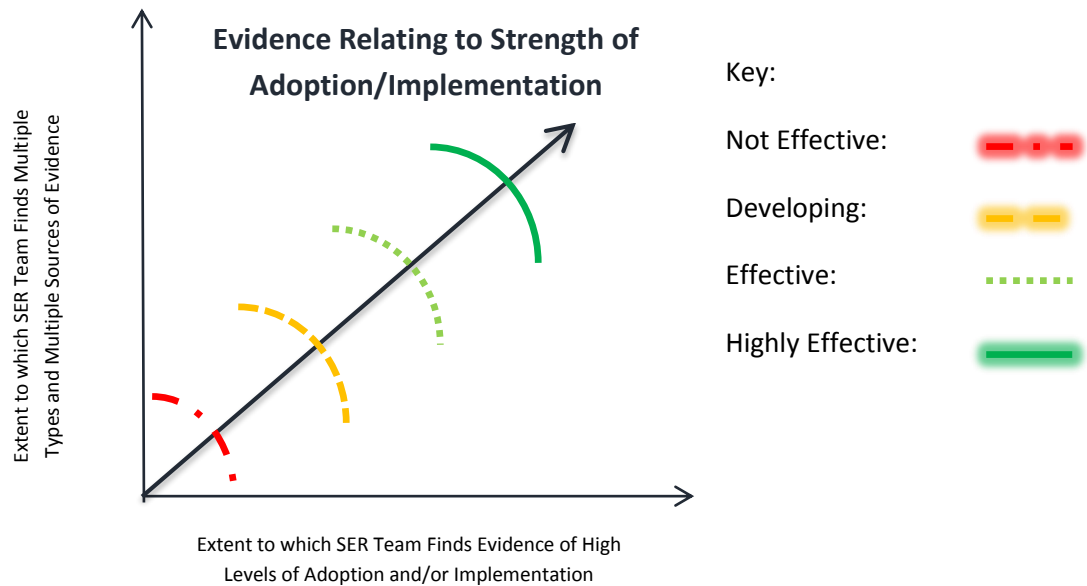 Evidence Relating to Strength of
Adoption/Implementation
Extent to which SER Team Finds Multiple
Types and Multiple Sources of Evidence
Extent to which SER Team Finds Evidence of High
Levels of Adoption and/or Implementation
Key:
Not Effective:
Developing:
Effective:
Highly Effective: